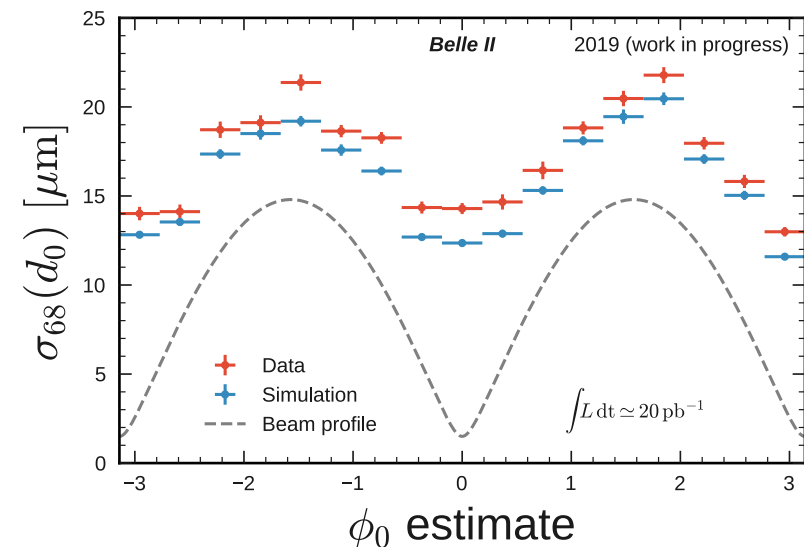 Belle II 2019 (work in progress)
σ₆₈(d₀) [μm]
25
20
15
10
5
0
Data
Simulation
Beam profile
∫L dt ≃ 20 pb⁻¹
−3 −2 −1 0 1 2 3
ϕ₀ estimate